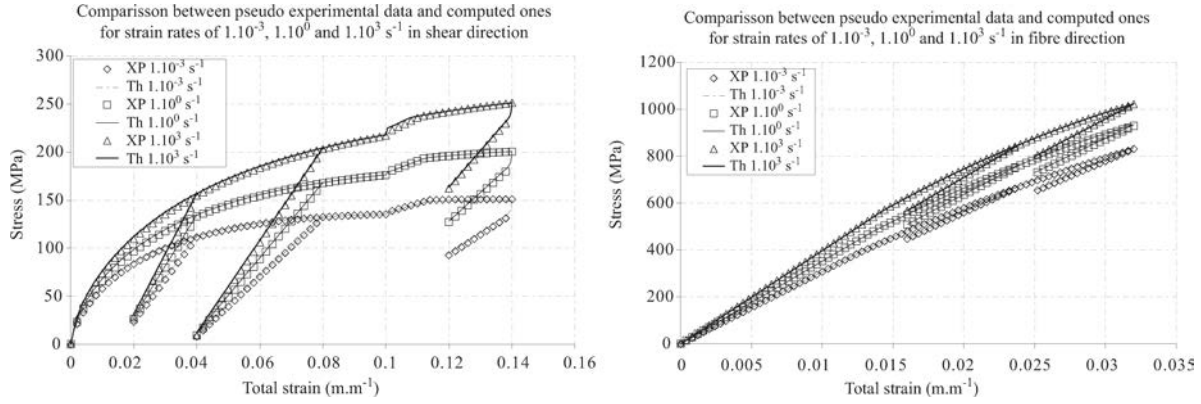 Comparisson between pseudo experimental data and computed ones
for strain rates of 1.10⁻³, 1.10⁰ and 1.10³ s⁻¹ in shear direction
300
250
200
150
100
50
0
Stress (MPa)
XP 1.10⁻³ s⁻¹
Th 1.10⁻³ s⁻¹
XP 1.10⁰ s⁻¹
Th 1.10⁰ s⁻¹
XP 1.10³ s⁻¹
Th 1.10³ s⁻¹
0 0.02 0.04 0.06 0.08 0.10 0.12 0.14 0.16
Total strain (m.m⁻¹)
Comparisson between pseudo experimental data and computed ones
for strain rates of 1.10⁻³, 1.10⁰ and 1.10³ s⁻¹ in fibre direction
1200
1000
800
600
400
200
0
Stress (MPa)
XP 1.10⁻³ s⁻¹
Th 1.10⁻³ s⁻¹
XP 1.10⁰ s⁻¹
Th 1.10⁰ s⁻¹
XP 1.10³ s⁻¹
Th 1.10³ s⁻¹
0 0.005 0.01 0.015 0.02 0.025 0.03 0.035
Total strain (m.m⁻¹)